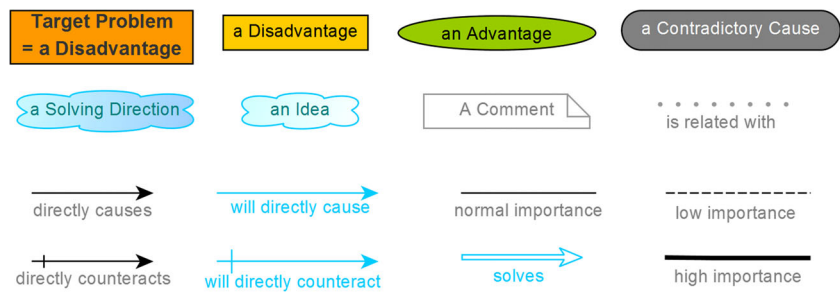 Target Problem
= a Disadvantage
a Disadvantage
an Advantage
a Contradictory Cause
a Solving Direction
an Idea
A Comment
is related with
directly causes
will directly cause
normal importance
low importance
directly counteracts
will directly counteract
solves
high importance